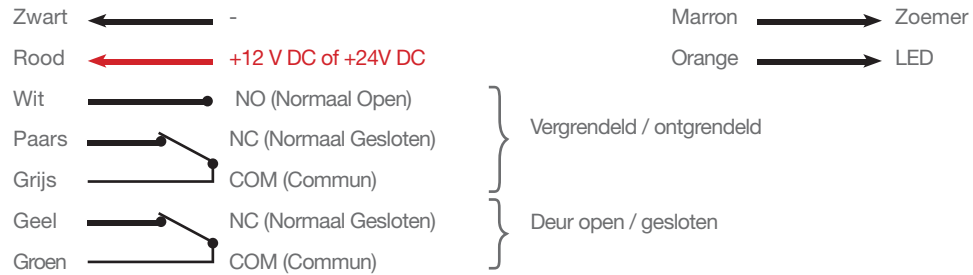 Zwart - Marron Zoemer
Rood +12 V DC of +24V DC Orange LED
Wit NO (Normaal Open)
Paars NC (Normaal Gesloten)
Vergrendeld / ontgrendeld
Grijs COM (Commun)
Geel NC (Normaal Gesloten)
Deur open / gesloten
Groen COM (Commun)